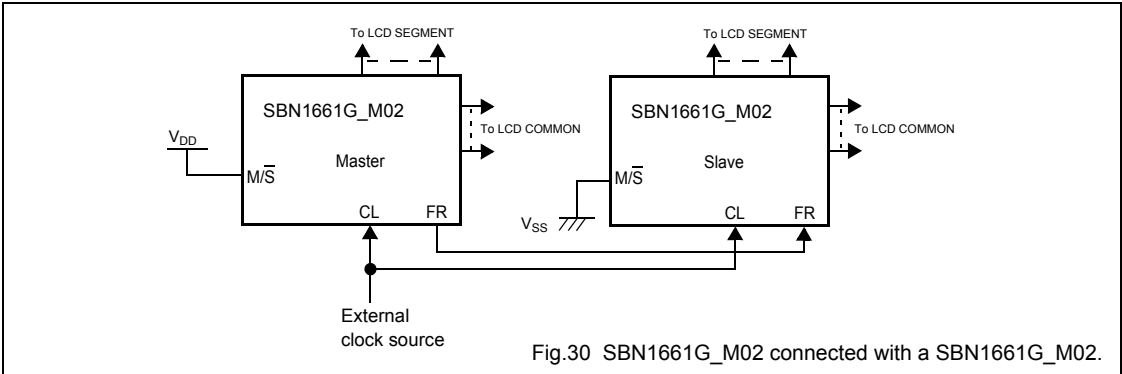 To LCD SEGMENT
To LCD SEGMENT
SBN1661G_M02
SBN1661G_M02
To LCD COMMON
To LCD COMMON
VDD
Master
Slave
M/S̅
M/S̅
CL FR
VSS
CL FR
External
clock source
Fig.30 SBN1661G_M02 connected with a SBN1661G_M02.